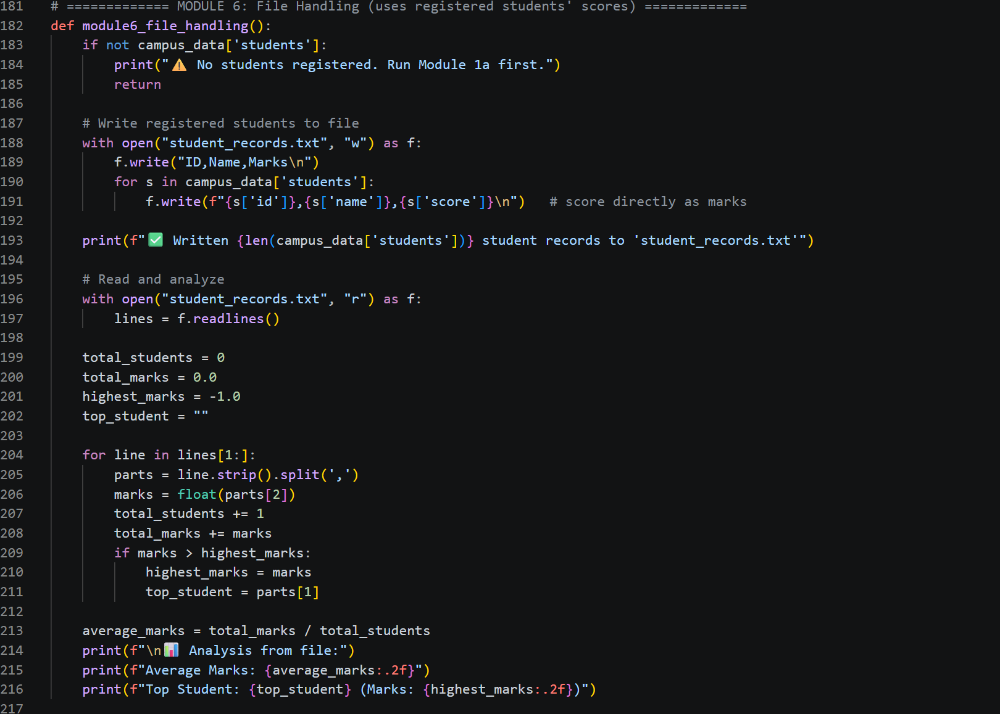 181 # ============= MODULE 6: File Handling (uses registered students' scores) =============
182 def module6_file_handling():
183     if not campus_data['students']:
184         print("⚠️ No students registered. Run Module 1a first.")
185         return
186
187     # Write registered students to file
188     with open("student_records.txt", "w") as f:
189         f.write("ID,Name,Marks\n")
190         for s in campus_data['students']:
191             f.write(f"{s['id']},{s['name']},{s['score']}\n")   # score directly as marks
192
193     print(f"✅ Written {len(campus_data['students'])} student records to 'student_records.txt'")
194
195     # Read and analyze
196     with open("student_records.txt", "r") as f:
197         lines = f.readlines()
198
199     total_students = 0
200     total_marks = 0.0
201     highest_marks = -1.0
202     top_student = ""
203
204     for line in lines[1:]:
205         parts = line.strip().split(',')
206         marks = float(parts[2])
207         total_students += 1
208         total_marks += marks
209         if marks > highest_marks:
210             highest_marks = marks
211             top_student = parts[1]
212
213     average_marks = total_marks / total_students
214     print(f"\n📊 Analysis from file:")
215     print(f"Average Marks: {average_marks:.2f}")
216     print(f"Top Student: {top_student} (Marks: {highest_marks:.2f})")
217